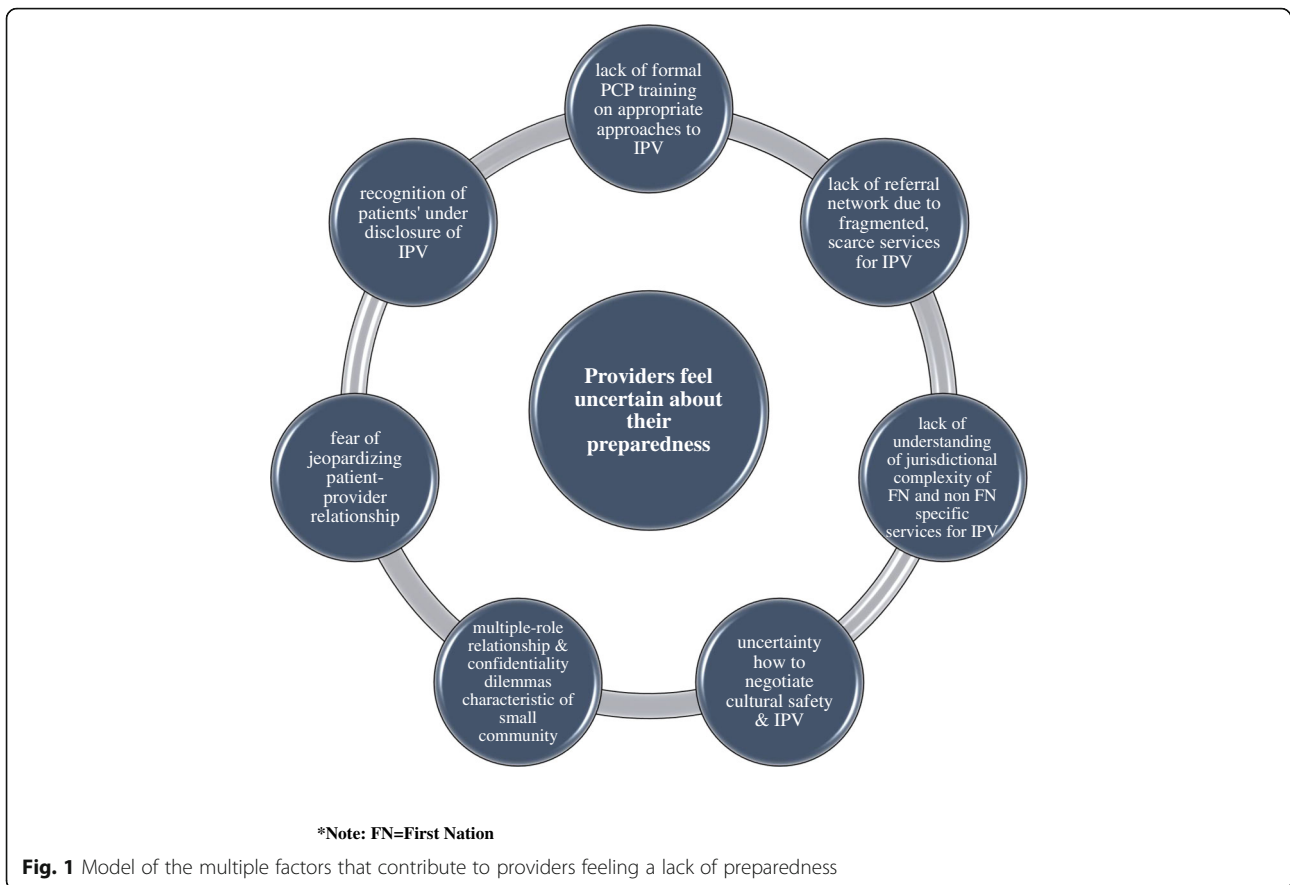 lack of formal
PCP training
on appropriate
approaches to
IPV
lack of referral
network due to
fragmented,
scarce services
for IPV
lack of
understanding
of jurisdictional
complexity of
FN and non FN
specific
services for IPV
uncertainty
how to
negotiate
cultural safety
& IPV
multiple-role
relationship &
confidentiality
dilemmas
characteristic of
small
community
fear of
jeopardizing
patient-
provider
relationship
recognition of
patients' under
disclosure of
IPV
Providers feel
uncertain about
their
preparedness
*Note: FN=First Nation
Fig. 1 Model of the multiple factors that contribute to providers feeling a lack of preparedness